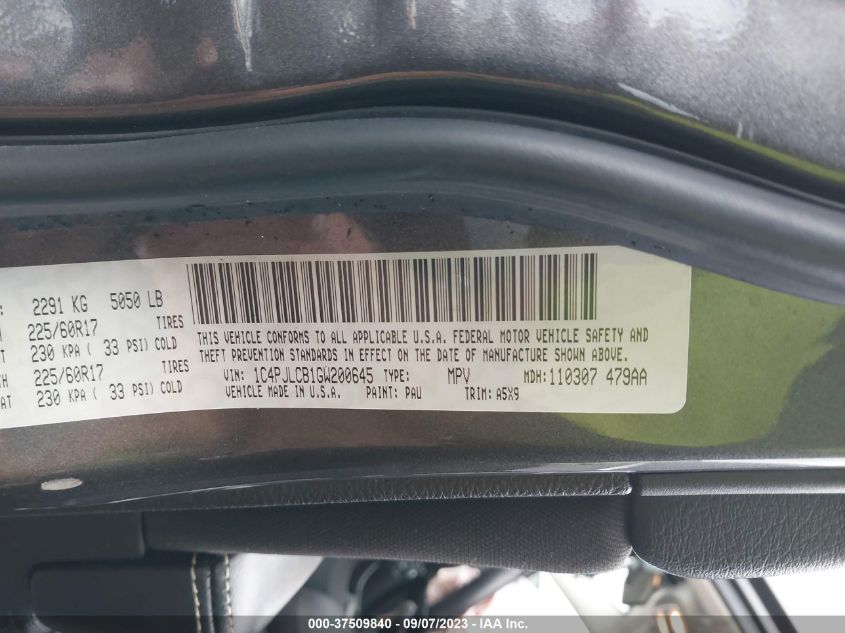 : 2291 KG 5050 LB
225/60R17 TIRES
230 KPA ( 33 PSI) COLD
225/60R17 TIRES
AT 230 KPA ( 33 PSI) COLD
THIS VEHICLE CONFORMS TO ALL APPLICABLE U.S.A. FEDERAL MOTOR VEHICLE SAFETY AND
THEFT PREVENTION STANDARDS IN EFFECT ON THE DATE OF MANUFACTURE SHOWN ABOVE.
VIN: 1C4PJLCB1GW200645 TYPE: MPV MDH: 110307 479AA
VEHICLE MADE IN U.S.A. PAINT: PAU TRIM: A5X9
000-37509840 - 09/07/2023 - IAA Inc.